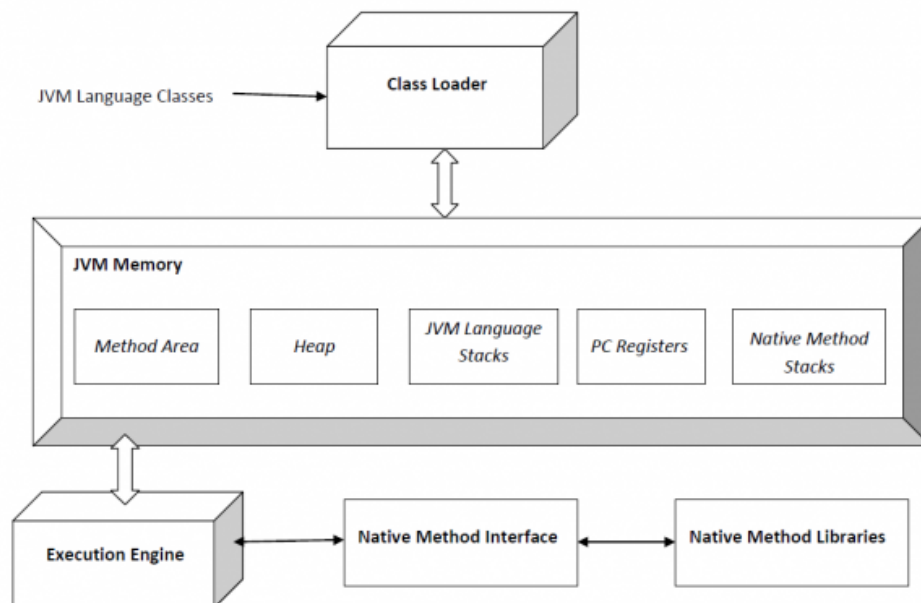 Class Loader
JVM Language Classes
JVM Memory
Method Area
Heap
JVM Language
Stacks
PC Registers
Native Method
Stacks
Execution Engine
Native Method Interface
Native Method Libraries